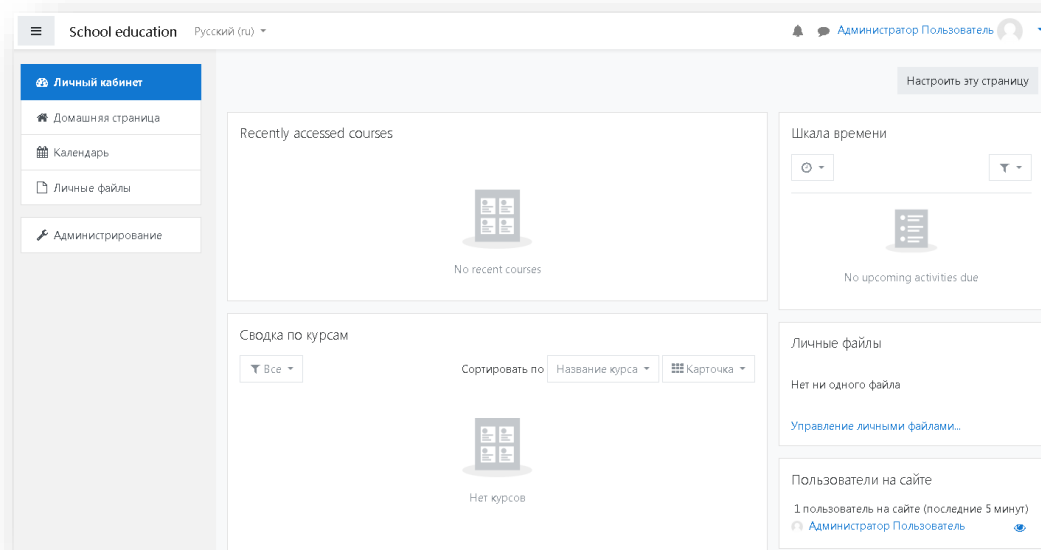 School education Русский (ru) Администратор Пользователь
Личный кабинет
Домашняя страница
Календарь
Личные файлы
Администрирование
Настроить эту страницу
Recently accessed courses
No recent courses
Сводка по курсам
Все Сортировать по Название курса Карточка
Нет курсов
Шкала времени
No upcoming activities due
Личные файлы
Нет ни одного файла
Управление личными файлами...
Пользователи на сайте
1 пользователь на сайте (последние 5 минут)
Администратор Пользователь